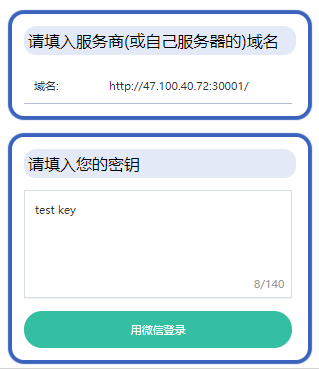 请填入服务商(或自己服务器的)域名
域名: http://47.100.40.72:30001/
请填入您的密钥
test key
8/140
用微信登录